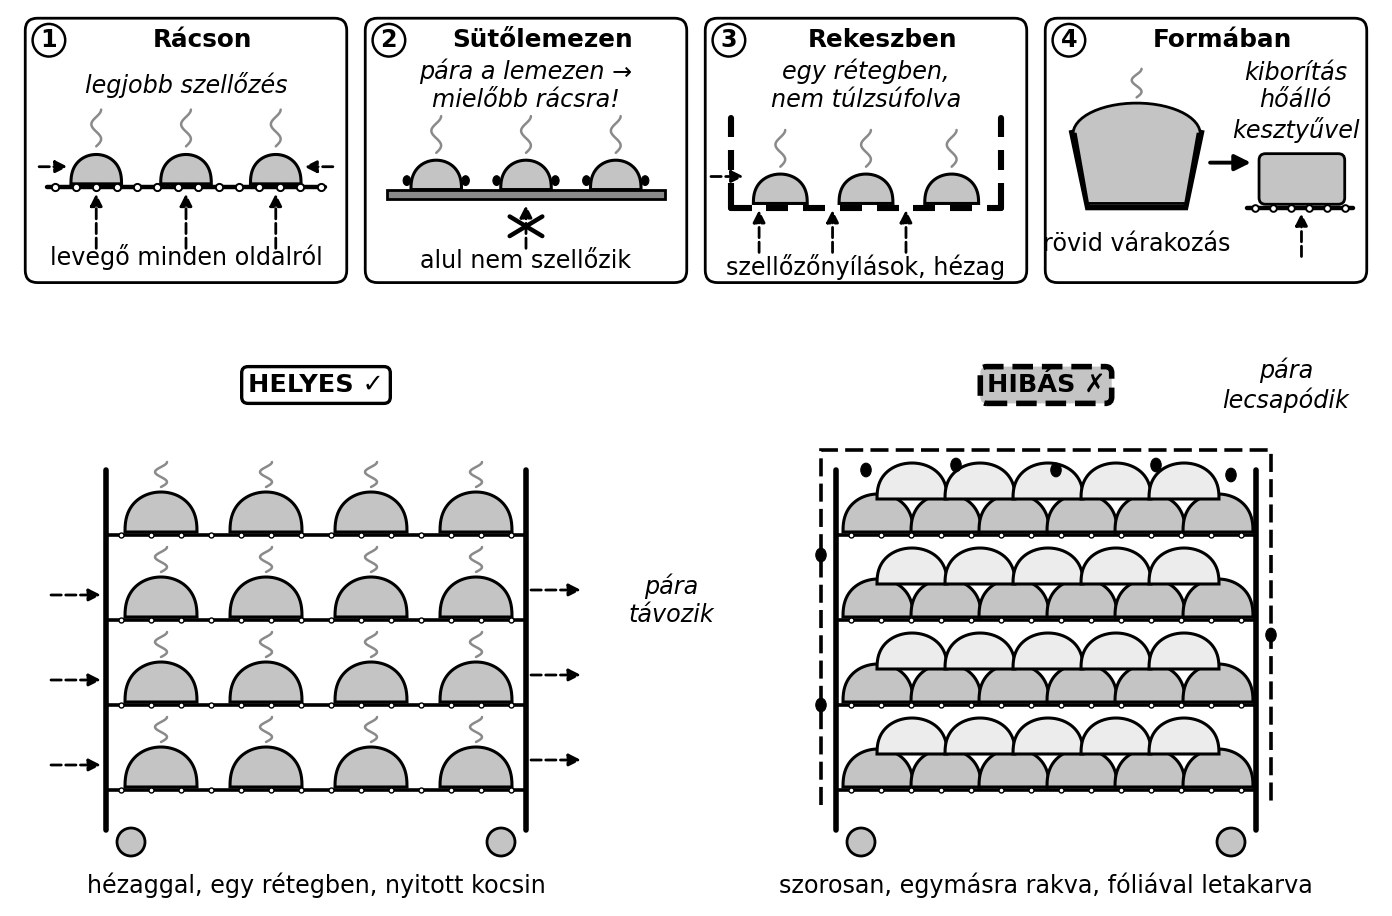 1 Rácson
legjobb szellőzés
levegő minden oldalról
2 Sütőlemezen
pára a lemezen →
mielőbb rácsra!
alul nem szellőzik
3 Rekeszben
egy rétegben,
nem túlzsúfolva
szellőzőnyílások, hézag
4 Formában
kiborítás
hőálló
kesztyűvel
rövid várakozás
HELYES ✓
pára
távozik
hézaggal, egy rétegben, nyitott kocsin
HIBÁS ✗
pára
lecsapódik
szorosan, egymásra rakva, fóliával letakarva